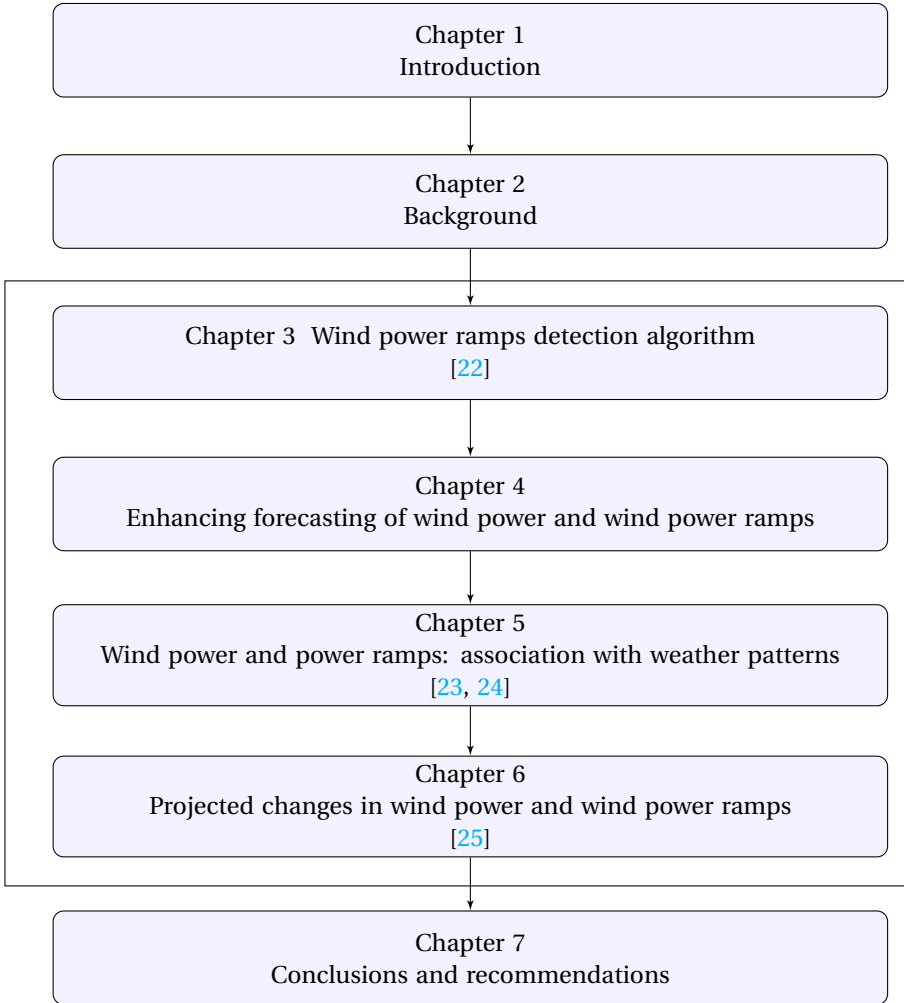 Chapter 1
Introduction
Chapter 2
Background
Chapter 3 Wind power ramps detection algorithm
[22]
Chapter 4
Enhancing forecasting of wind power and wind power ramps
Chapter 5
Wind power and power ramps: association with weather patterns
[23, 24]
Chapter 6
Projected changes in wind power and wind power ramps
[25]
Chapter 7
Conclusions and recommendations